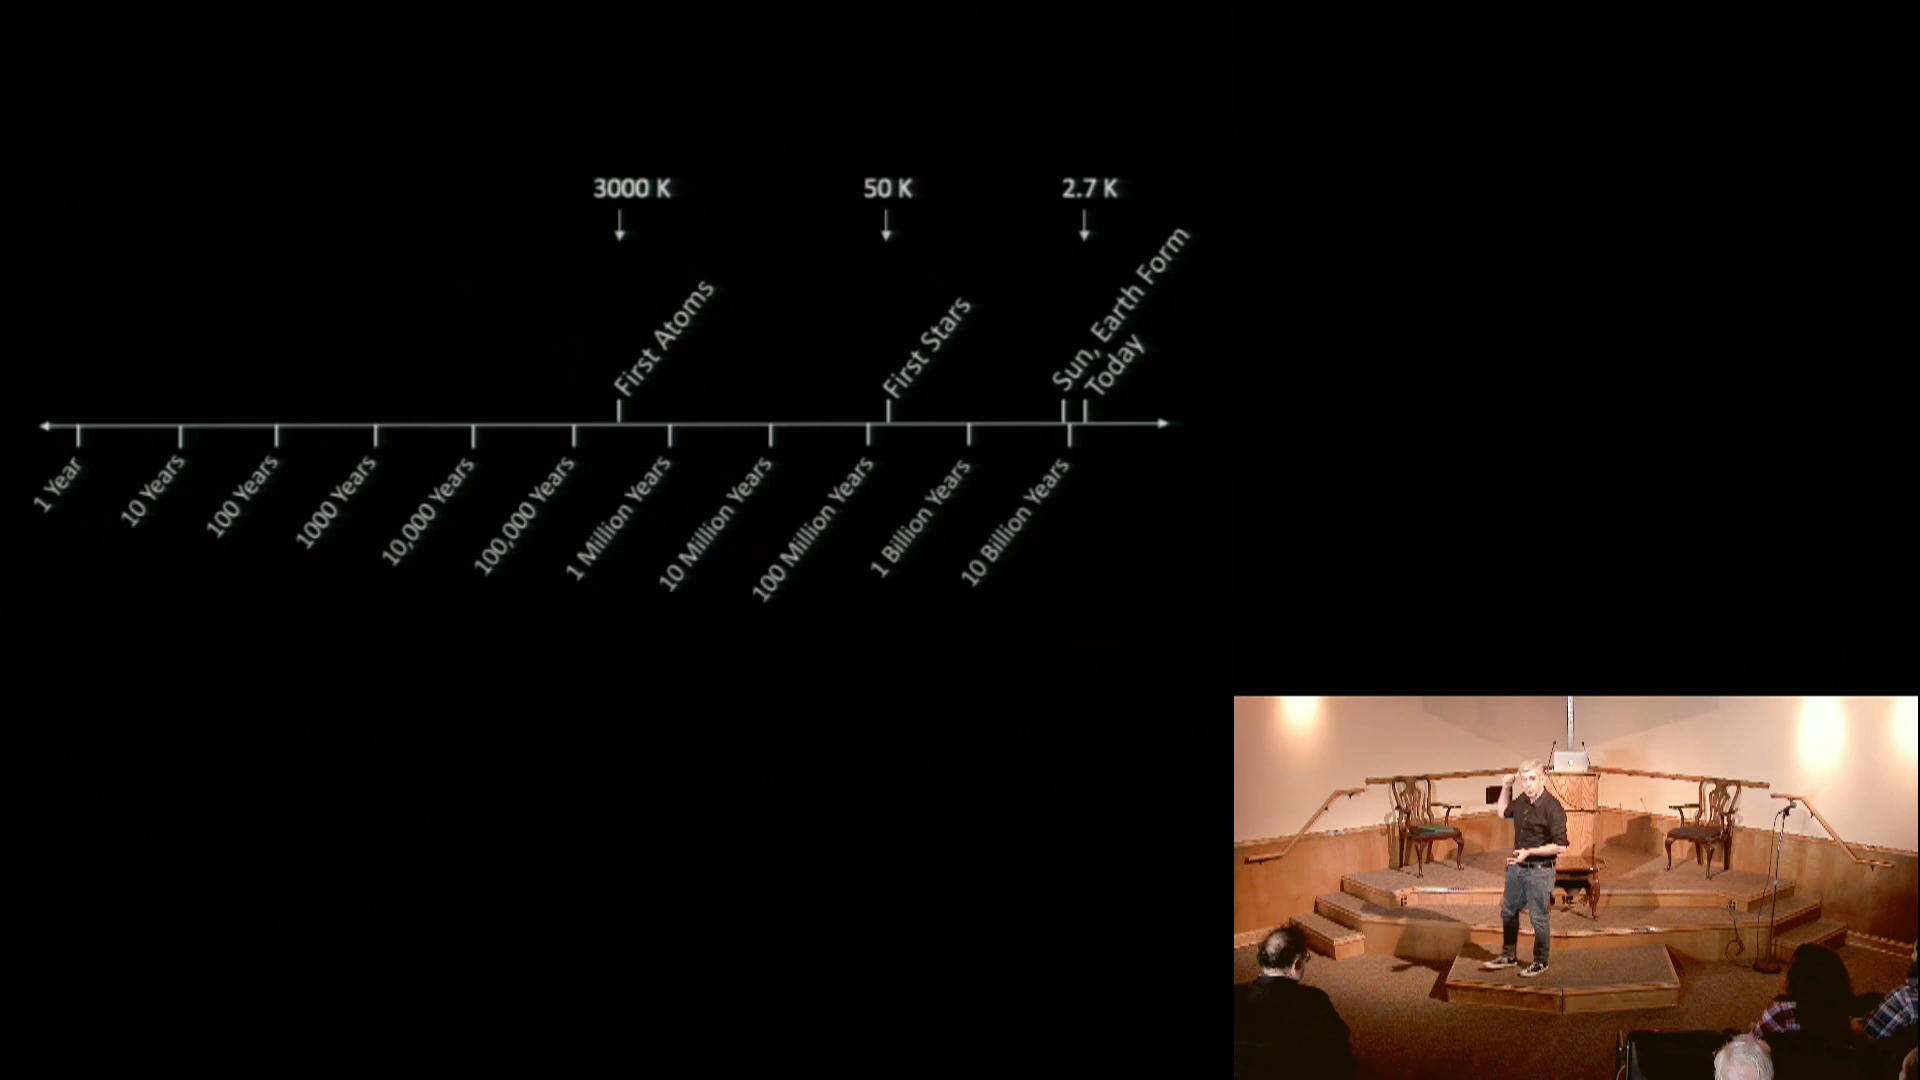 3000 K
50 K
2.7 K
First Atoms
First Stars
Sun, Earth Form
Today
1 Year
10 Years
100 Years
1000 Years
10,000 Years
100,000 Years
1 Million Years
10 Million Years
100 Million Years
1 Billion Years
10 Billion Years